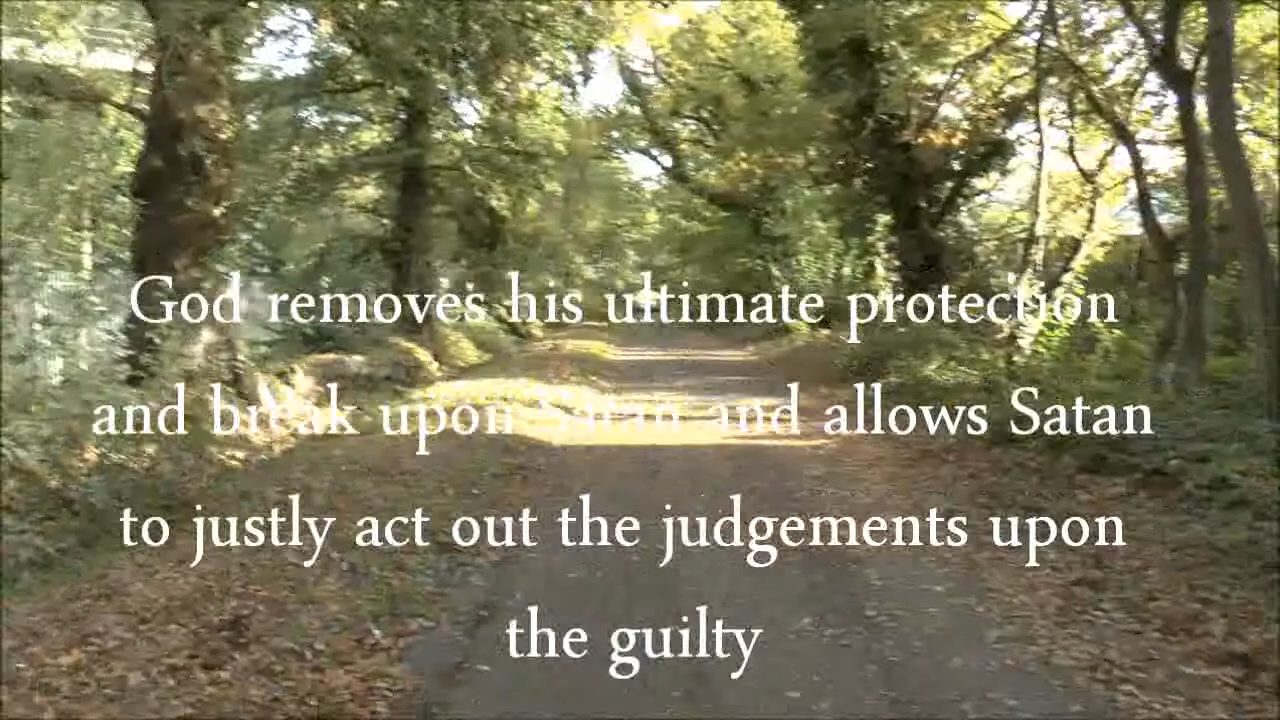 God removes his ultimate protection
and break upon Satan and allows Satan
to justly act out the judgements upon
the guilty